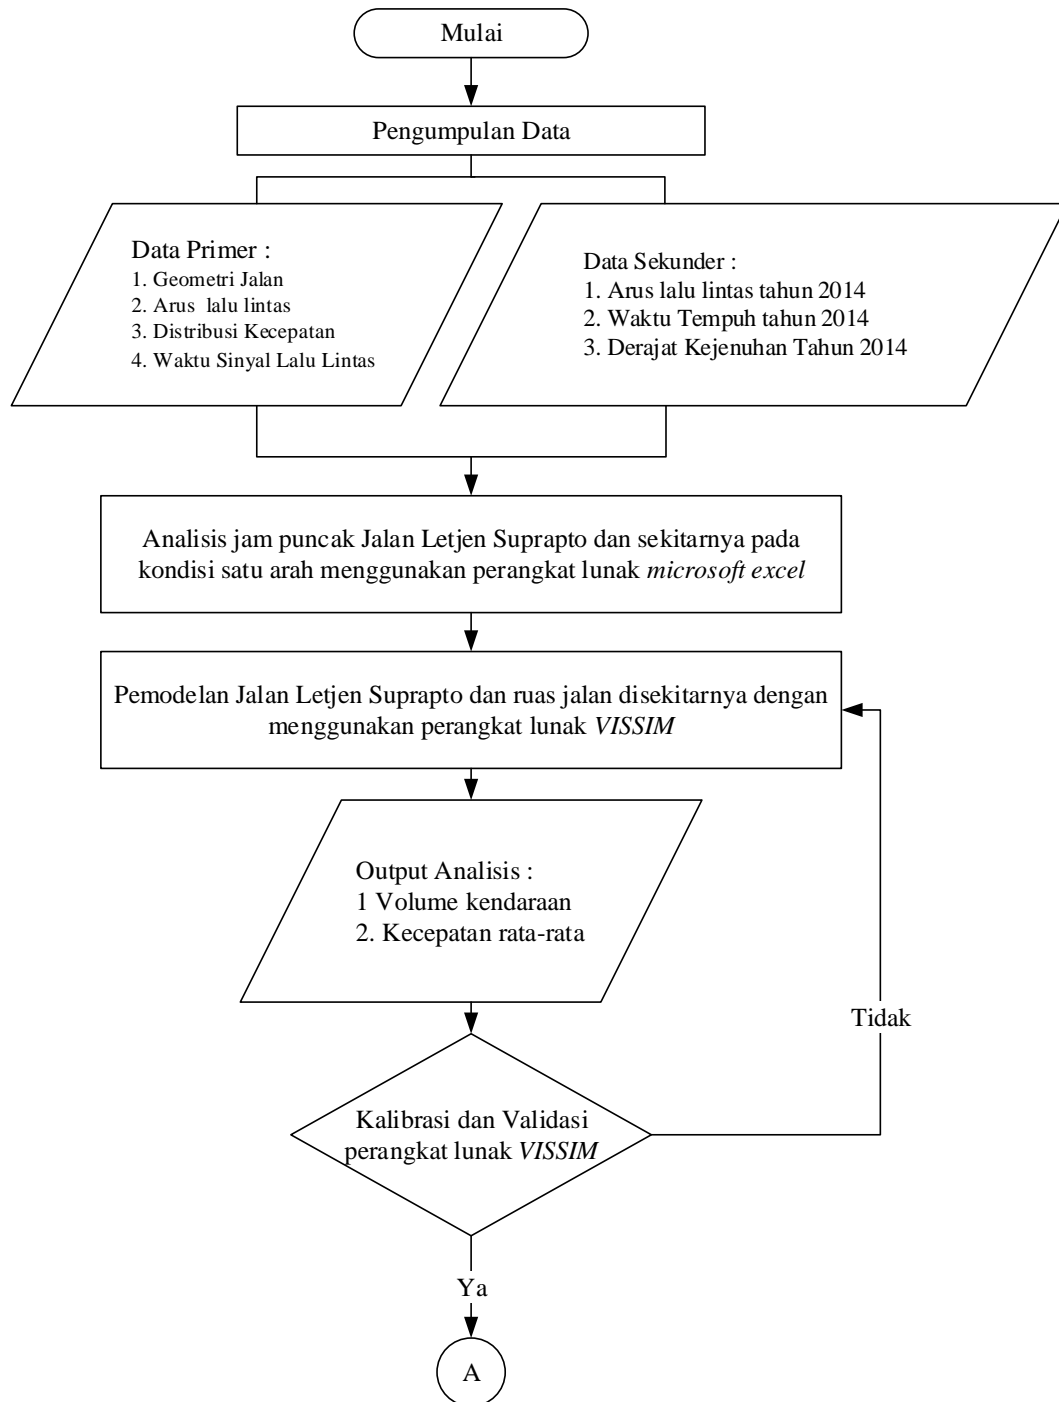 Mulai
Pengumpulan Data
Data Primer :
1. Geometri Jalan
2. Arus lalu lintas
3. Distribusi Kecepatan
4. Waktu Sinyal Lalu Lintas
Data Sekunder :
1. Arus lalu lintas tahun 2014
2. Waktu Tempuh tahun 2014
3. Derajat Kejenuhan Tahun 2014
Analisis jam puncak Jalan Letjen Suprapto dan sekitarnya pada
kondisi satu arah menggunakan perangkat lunak microsoft excel
Pemodelan Jalan Letjen Suprapto dan ruas jalan disekitarnya dengan
menggunakan perangkat lunak VISSIM
Output Analisis :
1 Volume kendaraan
2. Kecepatan rata-rata
Tidak
Kalibrasi dan Validasi
perangkat lunak VISSIM
Ya
A